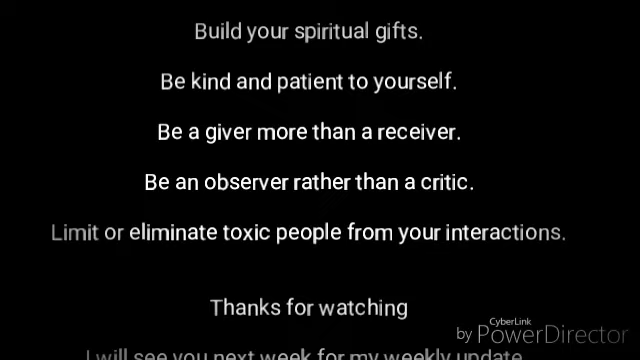 Build your spiritual gifts.
Be kind and patient to yourself.
Be a giver more than a receiver.
Be an observer rather than a critic.
Limit or eliminate toxic people from your interactions.
Thanks for watching
CyberLink
by PowerDirector
I will see you next week for my weekly update